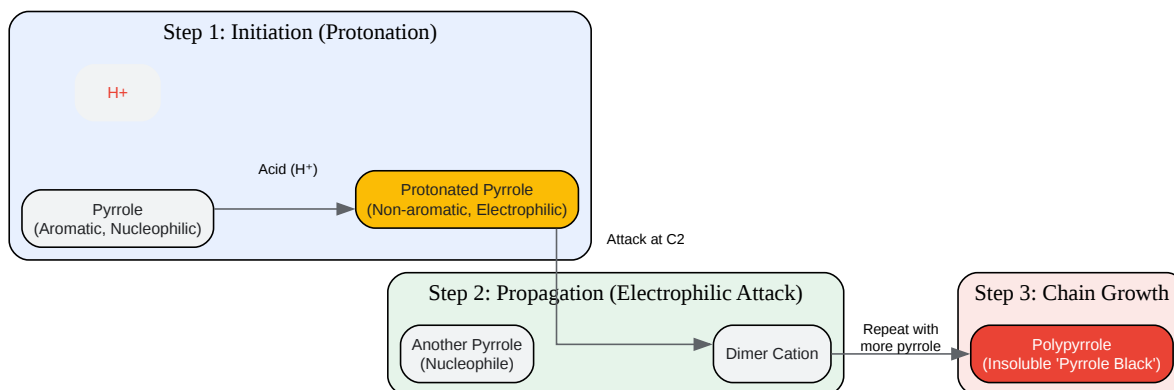 Step 1: Initiation (Protonation)
H+
Acid (H⁺)
Pyrrole
(Aromatic, Nucleophilic)
Protonated Pyrrole
(Non-aromatic, Electrophilic)
Attack at C2
Step 2: Propagation (Electrophilic Attack)
Another Pyrrole
(Nucleophile)
Dimer Cation
Repeat with
more pyrrole
Step 3: Chain Growth
Polypyrrole
(Insoluble 'Pyrrole Black')